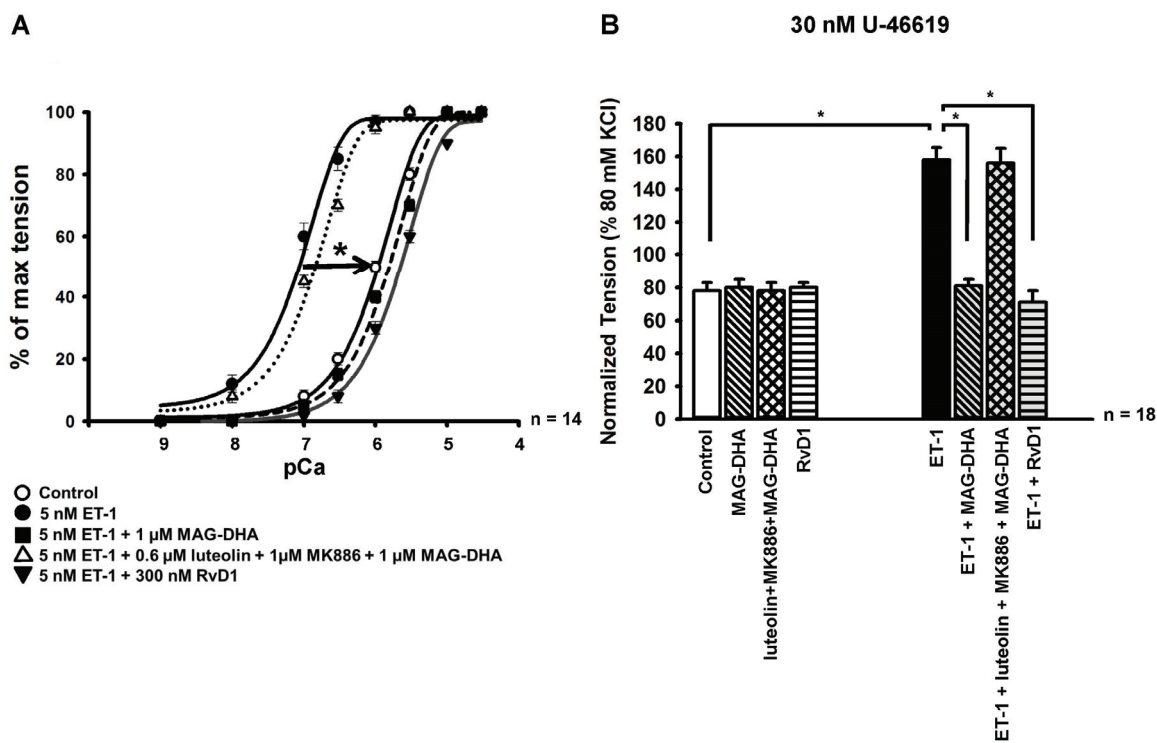 A
% of max tension
100
80
60
40
20
0
*
9 8 7 6 5 4
n = 14
pCa
Control
5 nM ET-1
5 nM ET-1 + 1 µM MAG-DHA
5 nM ET-1 + 0.6 µM luteolin + 1µM MK886 + 1 µM MAG-DHA
5 nM ET-1 + 300 nM RvD1
B
30 nM U-46619
Normalized Tension (% 80 mM KCl)
180
160
140
120
100
80
60
40
20
0
*
*
*
n = 18
Control
MAG-DHA
luteolin+MK886+MAG-DHA
RvD1
ET-1
ET-1 + MAG-DHA
ET-1 + luteolin + MK886 + MAG-DHA
ET-1 + RvD1